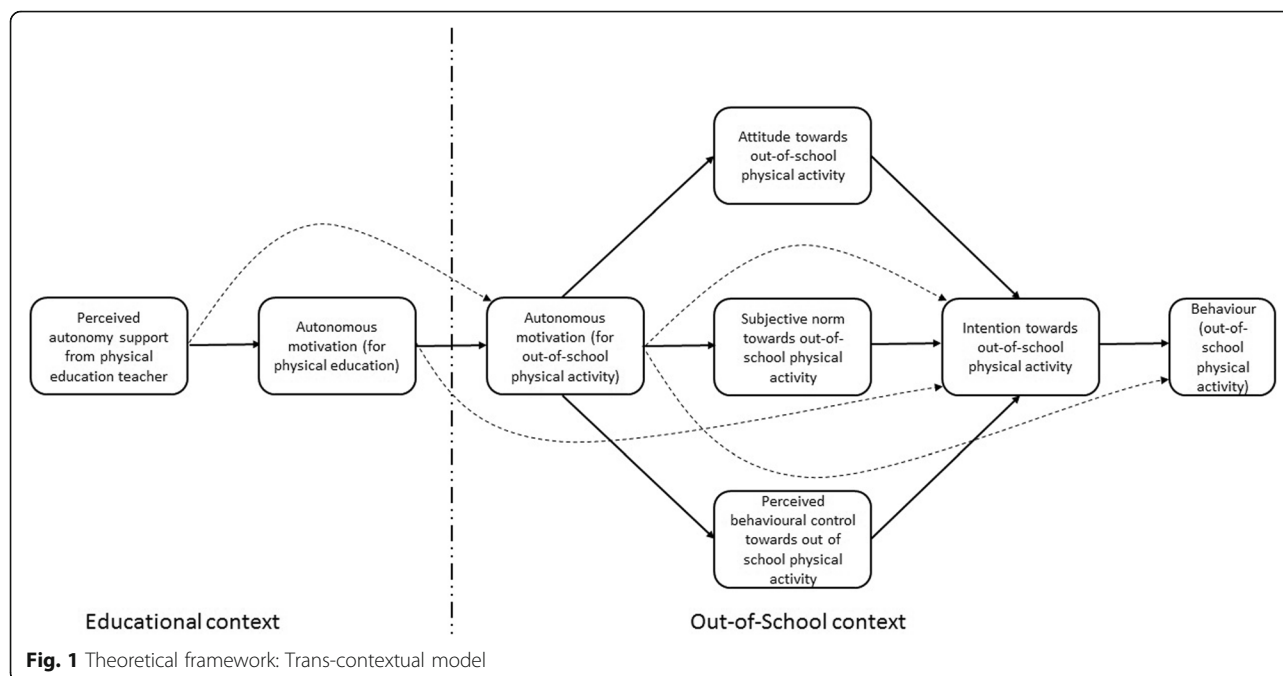 Perceived
autonomy support
from physical
education teacher
Autonomous
motivation (for
physical education)
Autonomous
motivation (for
out-of-school
physical activity)
Attitude towards
out-of-school
physical activity
Subjective norm
towards out-of-
school physical
activity
Perceived
behavioural control
towards out of
school physical
activity
Intention towards
out-of-school
physical activity
Behaviour
(out-of-
school
physical
activity)
Educational context
Out-of-School context
Fig. 1 Theoretical framework: Trans-contextual model